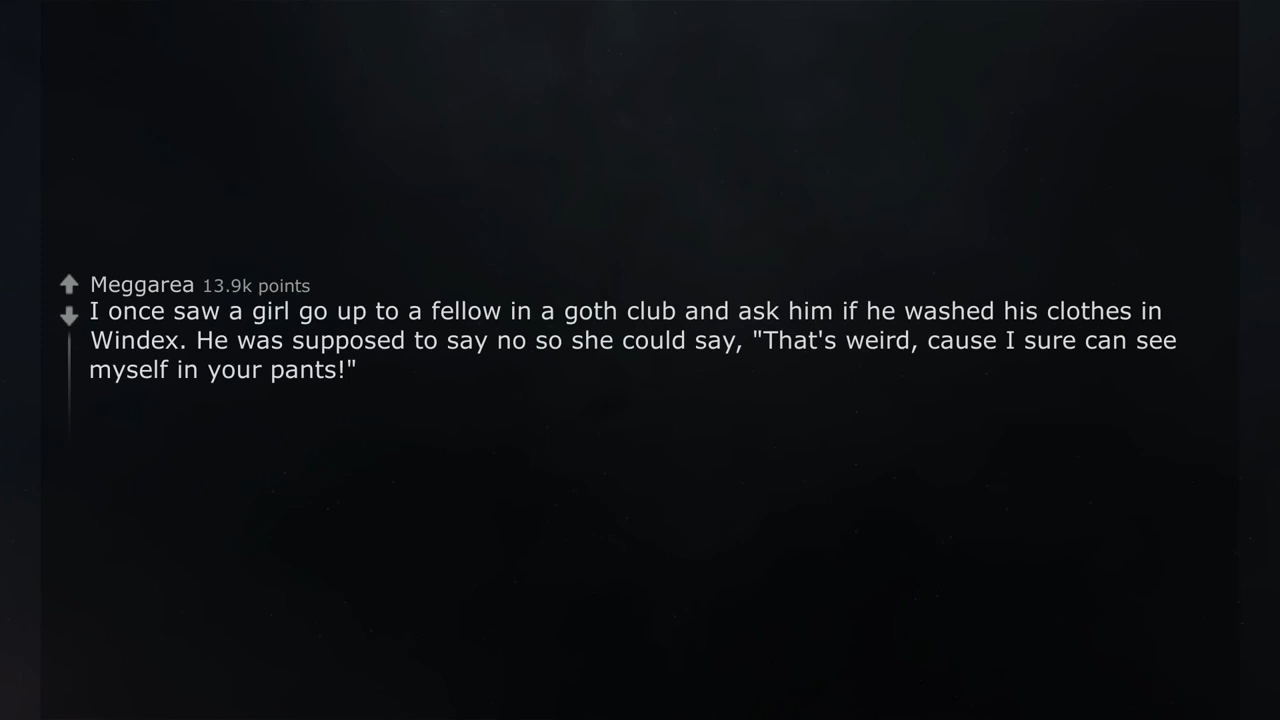 Meggarea 13.9k points
I once saw a girl go up to a fellow in a goth club and ask him if he washed his clothes in
Windex. He was supposed to say no so she could say, "That's weird, cause I sure can see
myself in your pants!"